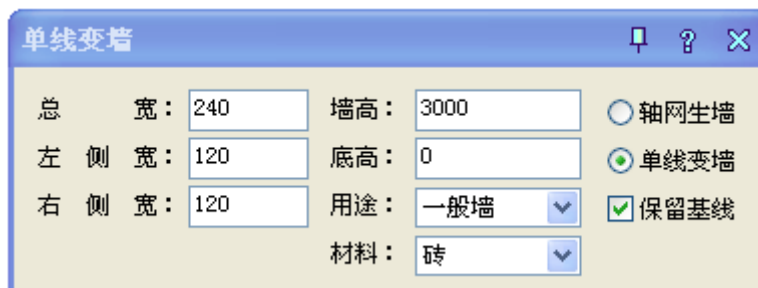 单线变墙
总 宽： 240 墙高： 3000 轴网生墙
左 侧 宽： 120 底高： 0 单线变墙
右 侧 宽： 120 用途： 一般墙 保留基线
材料： 砖